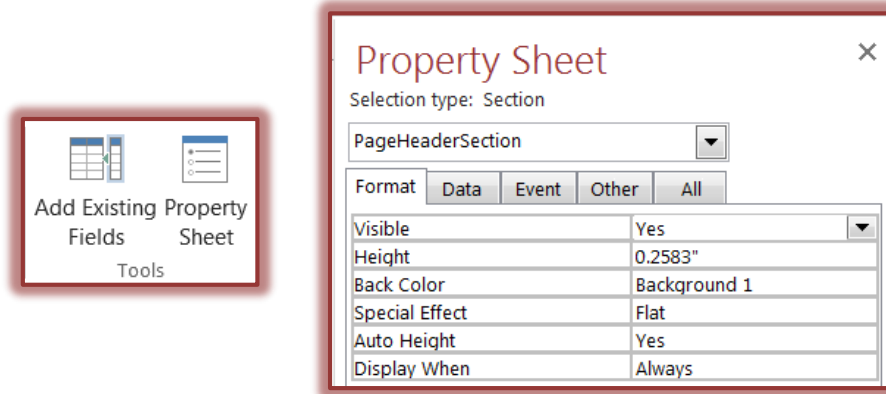 Add Existing Property
Fields Sheet
Tools
Property Sheet
Selection type: Section
PageHeaderSection
Format Data Event Other All
Visible Yes
Height 0.2583"
Back Color Background 1
Special Effect Flat
Auto Height Yes
Display When Always